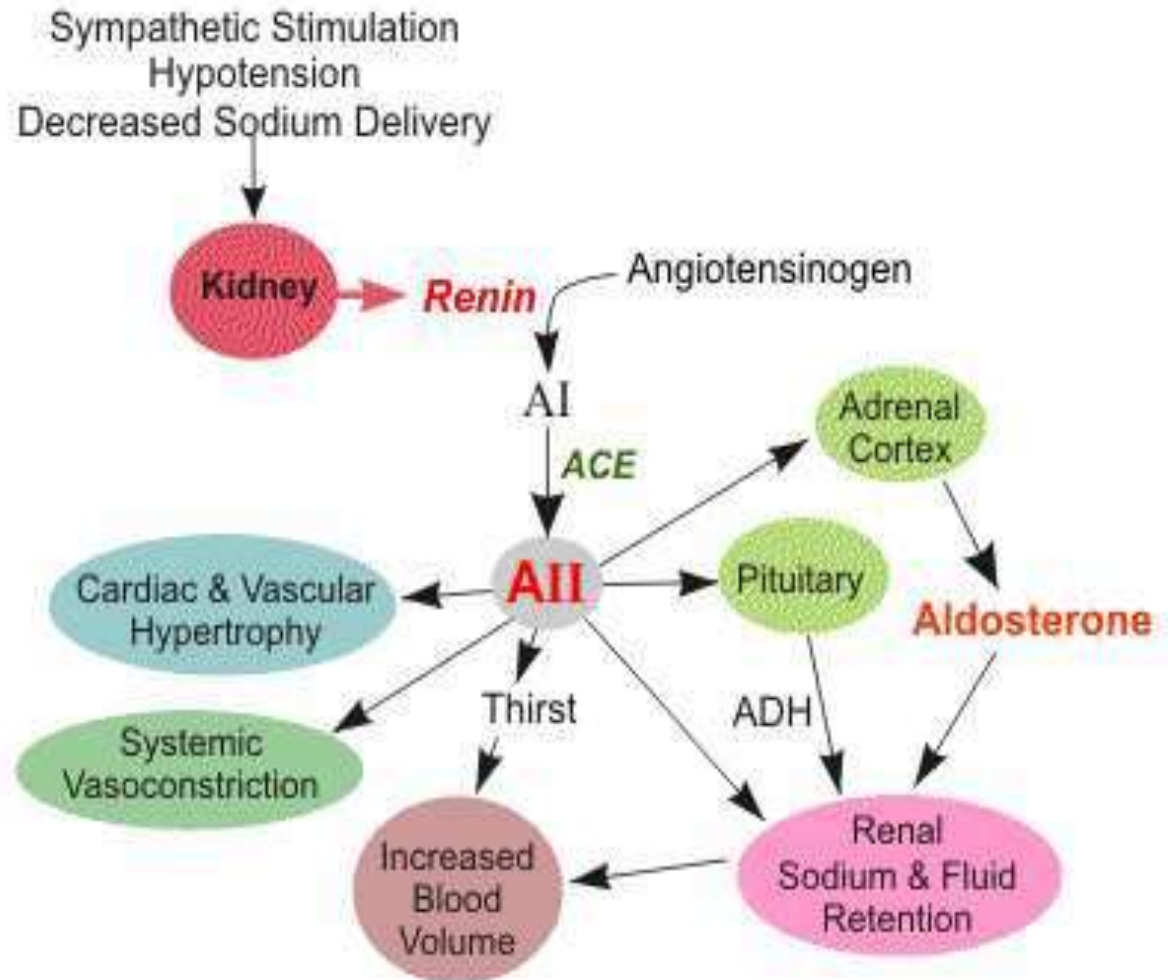 Sympathetic Stimulation
Hypotension
Decreased Sodium Delivery
Kidney
Renin
Angiotensinogen
AI
ACE
Adrenal
Cortex
AII
Pituitary
Cardiac & Vascular
Hypertrophy
Aldosterone
Thirst
ADH
Systemic
Vasoconstriction
Increased
Blood
Volume
Renal
Sodium & Fluid
Retention